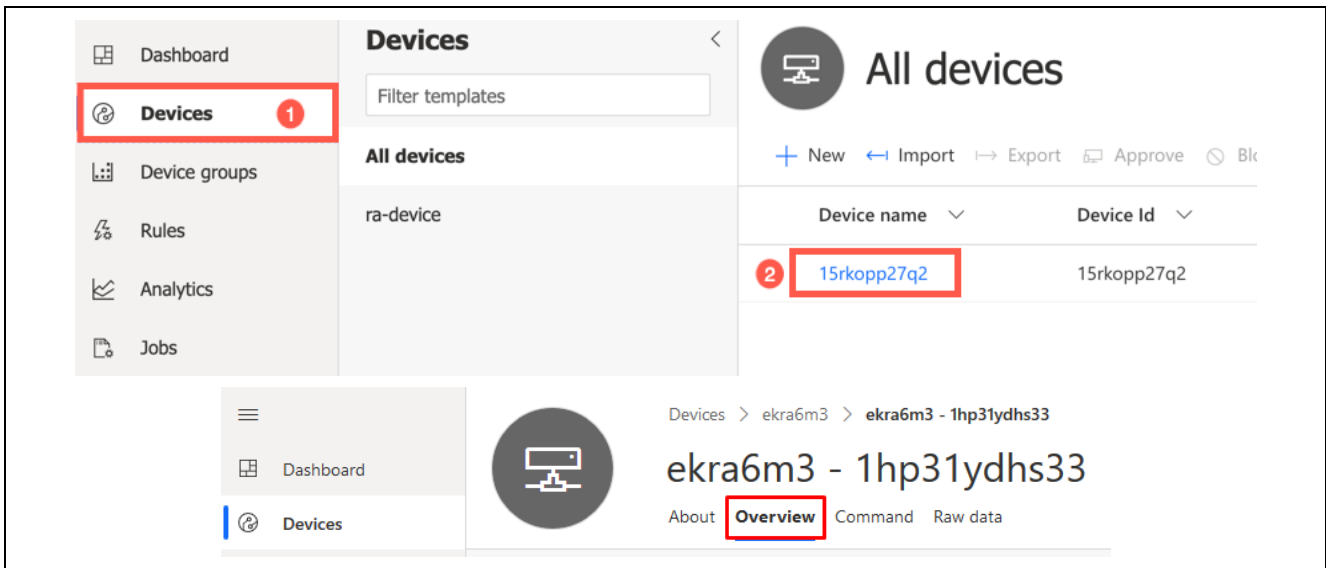 Dashboard
Devices 1
Device groups
Rules
Analytics
Jobs
Devices
Filter templates
All devices
ra-device
All devices
New Import Export Approve
Device name Device Id
2 15rkopp27q2 15rkopp27q2
Dashboard
Devices
Devices > ekra6m3 > ekra6m3 - 1hp31ydhs33
ekra6m3 - 1hp31ydhs33
About Overview Command Raw data